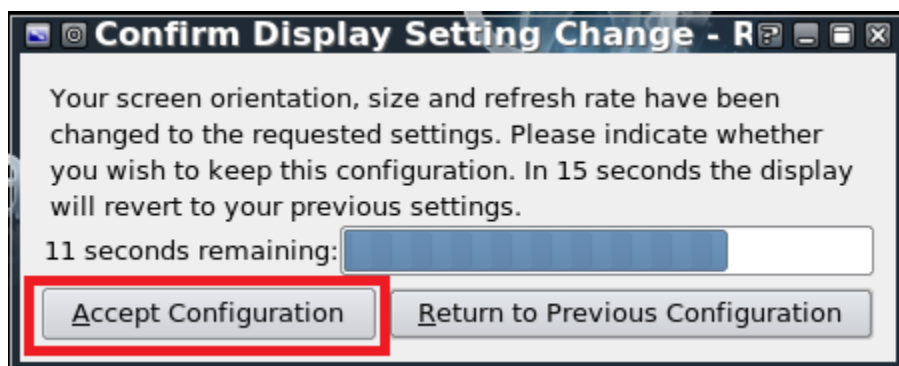 Confirm Display Setting Change - R
Your screen orientation, size and refresh rate have been
changed to the requested settings. Please indicate whether
you wish to keep this configuration. In 15 seconds the display
will revert to your previous settings.
11 seconds remaining:
Accept Configuration
Return to Previous Configuration